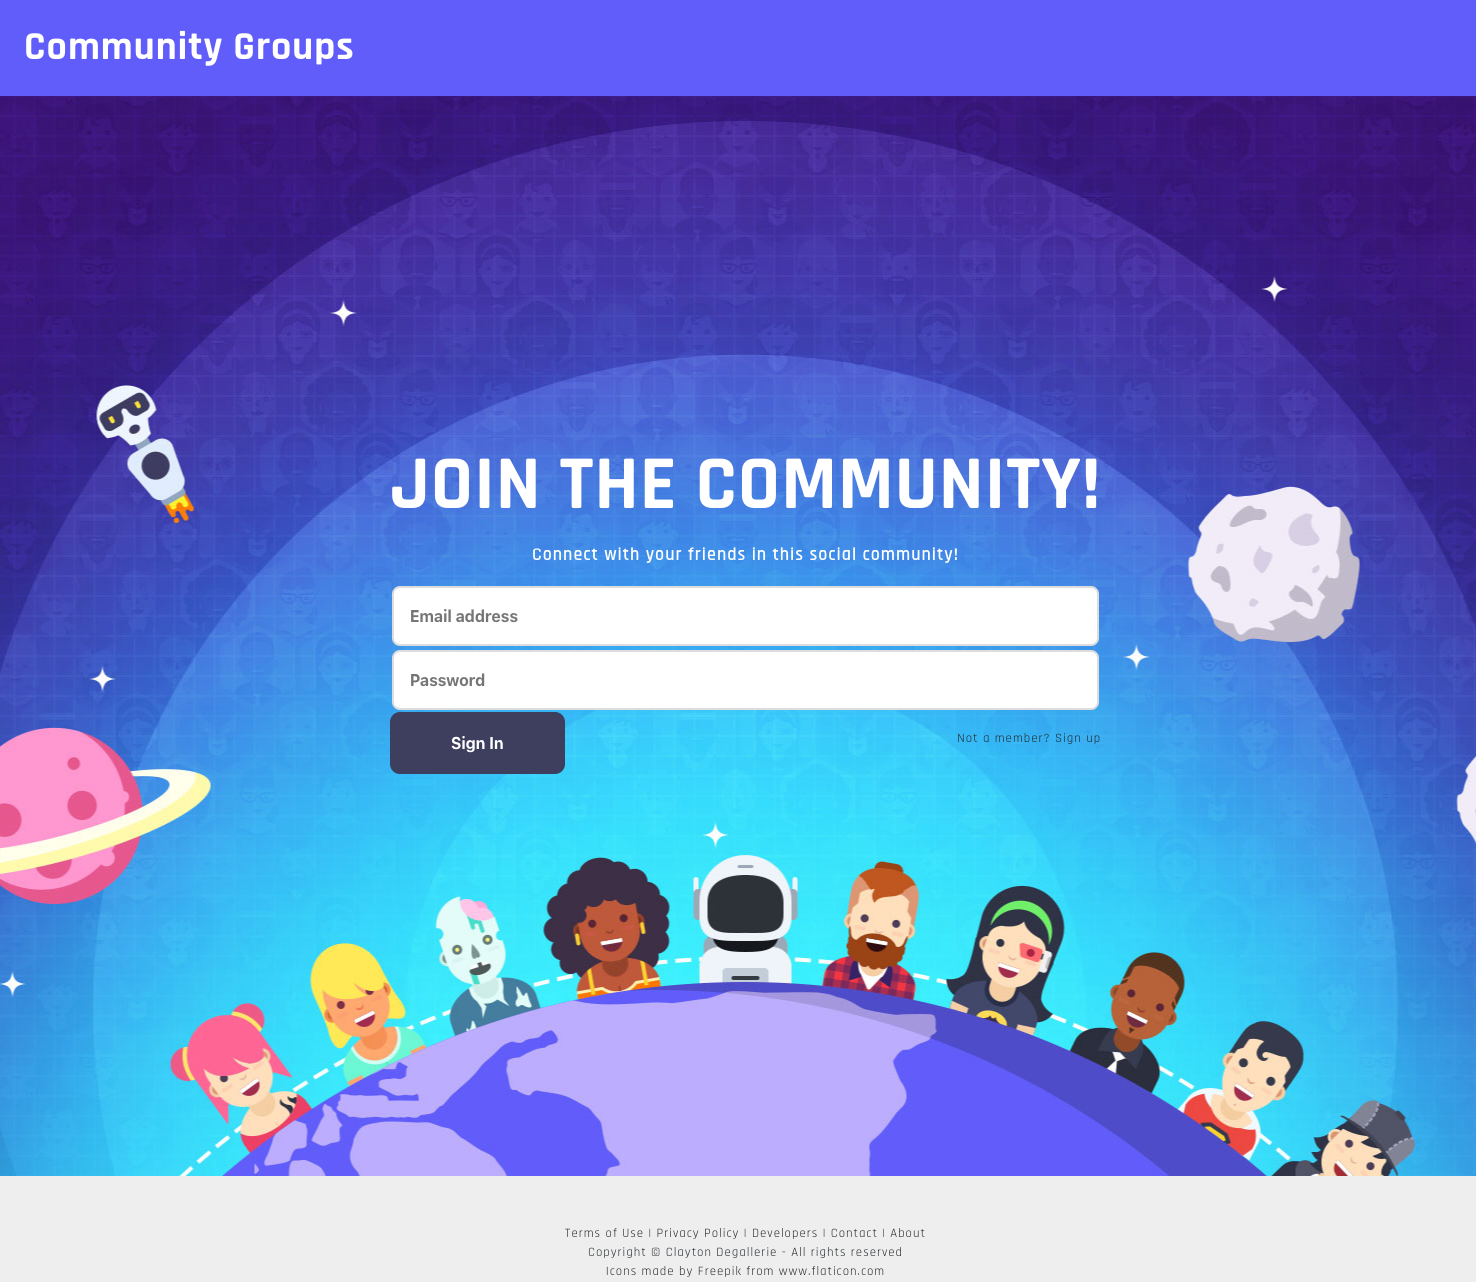 Community Groups
JOIN THE COMMUNITY!
Connect with your friends in this social community!
Email address
Password
Sign In
Not a member? Sign up
Terms of Use | Privacy Policy | Developers | Contact | About
Copyright © Clayton Degallerie - All rights reserved
Icons made by Freepik from www.flaticon.com